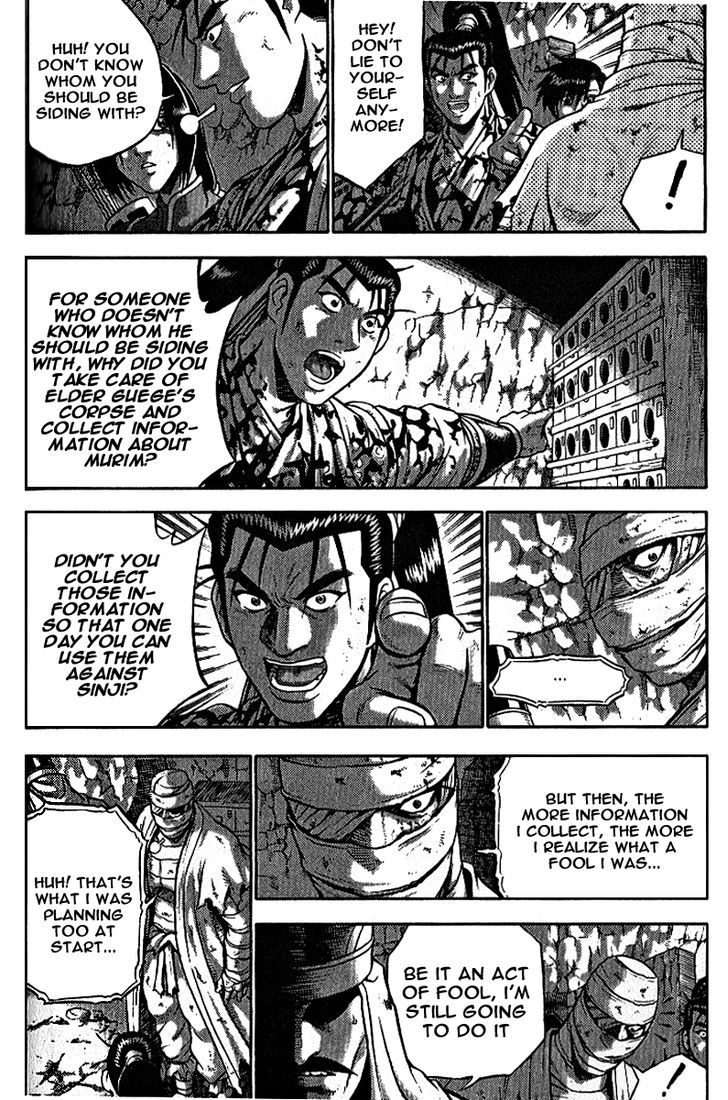 HUH! YOU
DON'T KNOW
WHOM YOU
SHOULD BE
SIDING WITH?
HEY!
DON'T
LIE TO
YOUR-
SELF
ANY-
MORE!
!
FOR SOMEONE
WHO DOESN'T
KNOW WHOM HE
SHOULD BE SIDING
WITH, WHY DID YOU
TAKE CARE OF
ELDER GUEGE'S
CORPSE AND
COLLECT INFOR-
MATION ABOUT
MURIM?
DIDN'T YOU
COLLECT
THOSE IN-
FORMATION
SO THAT ONE
DAY YOU CAN
USE THEM
AGAINST
SINJI?
...
HUH! THAT'S
WHAT I WAS
PLANNING
TOO AT
START...
BUT THEN, THE
MORE INFORMATION
I COLLECT, THE MORE
I REALIZE WHAT A
FOOL I WAS...
BE IT AN ACT
OF FOOL, I'M
STILL GOING
TO DO IT
!